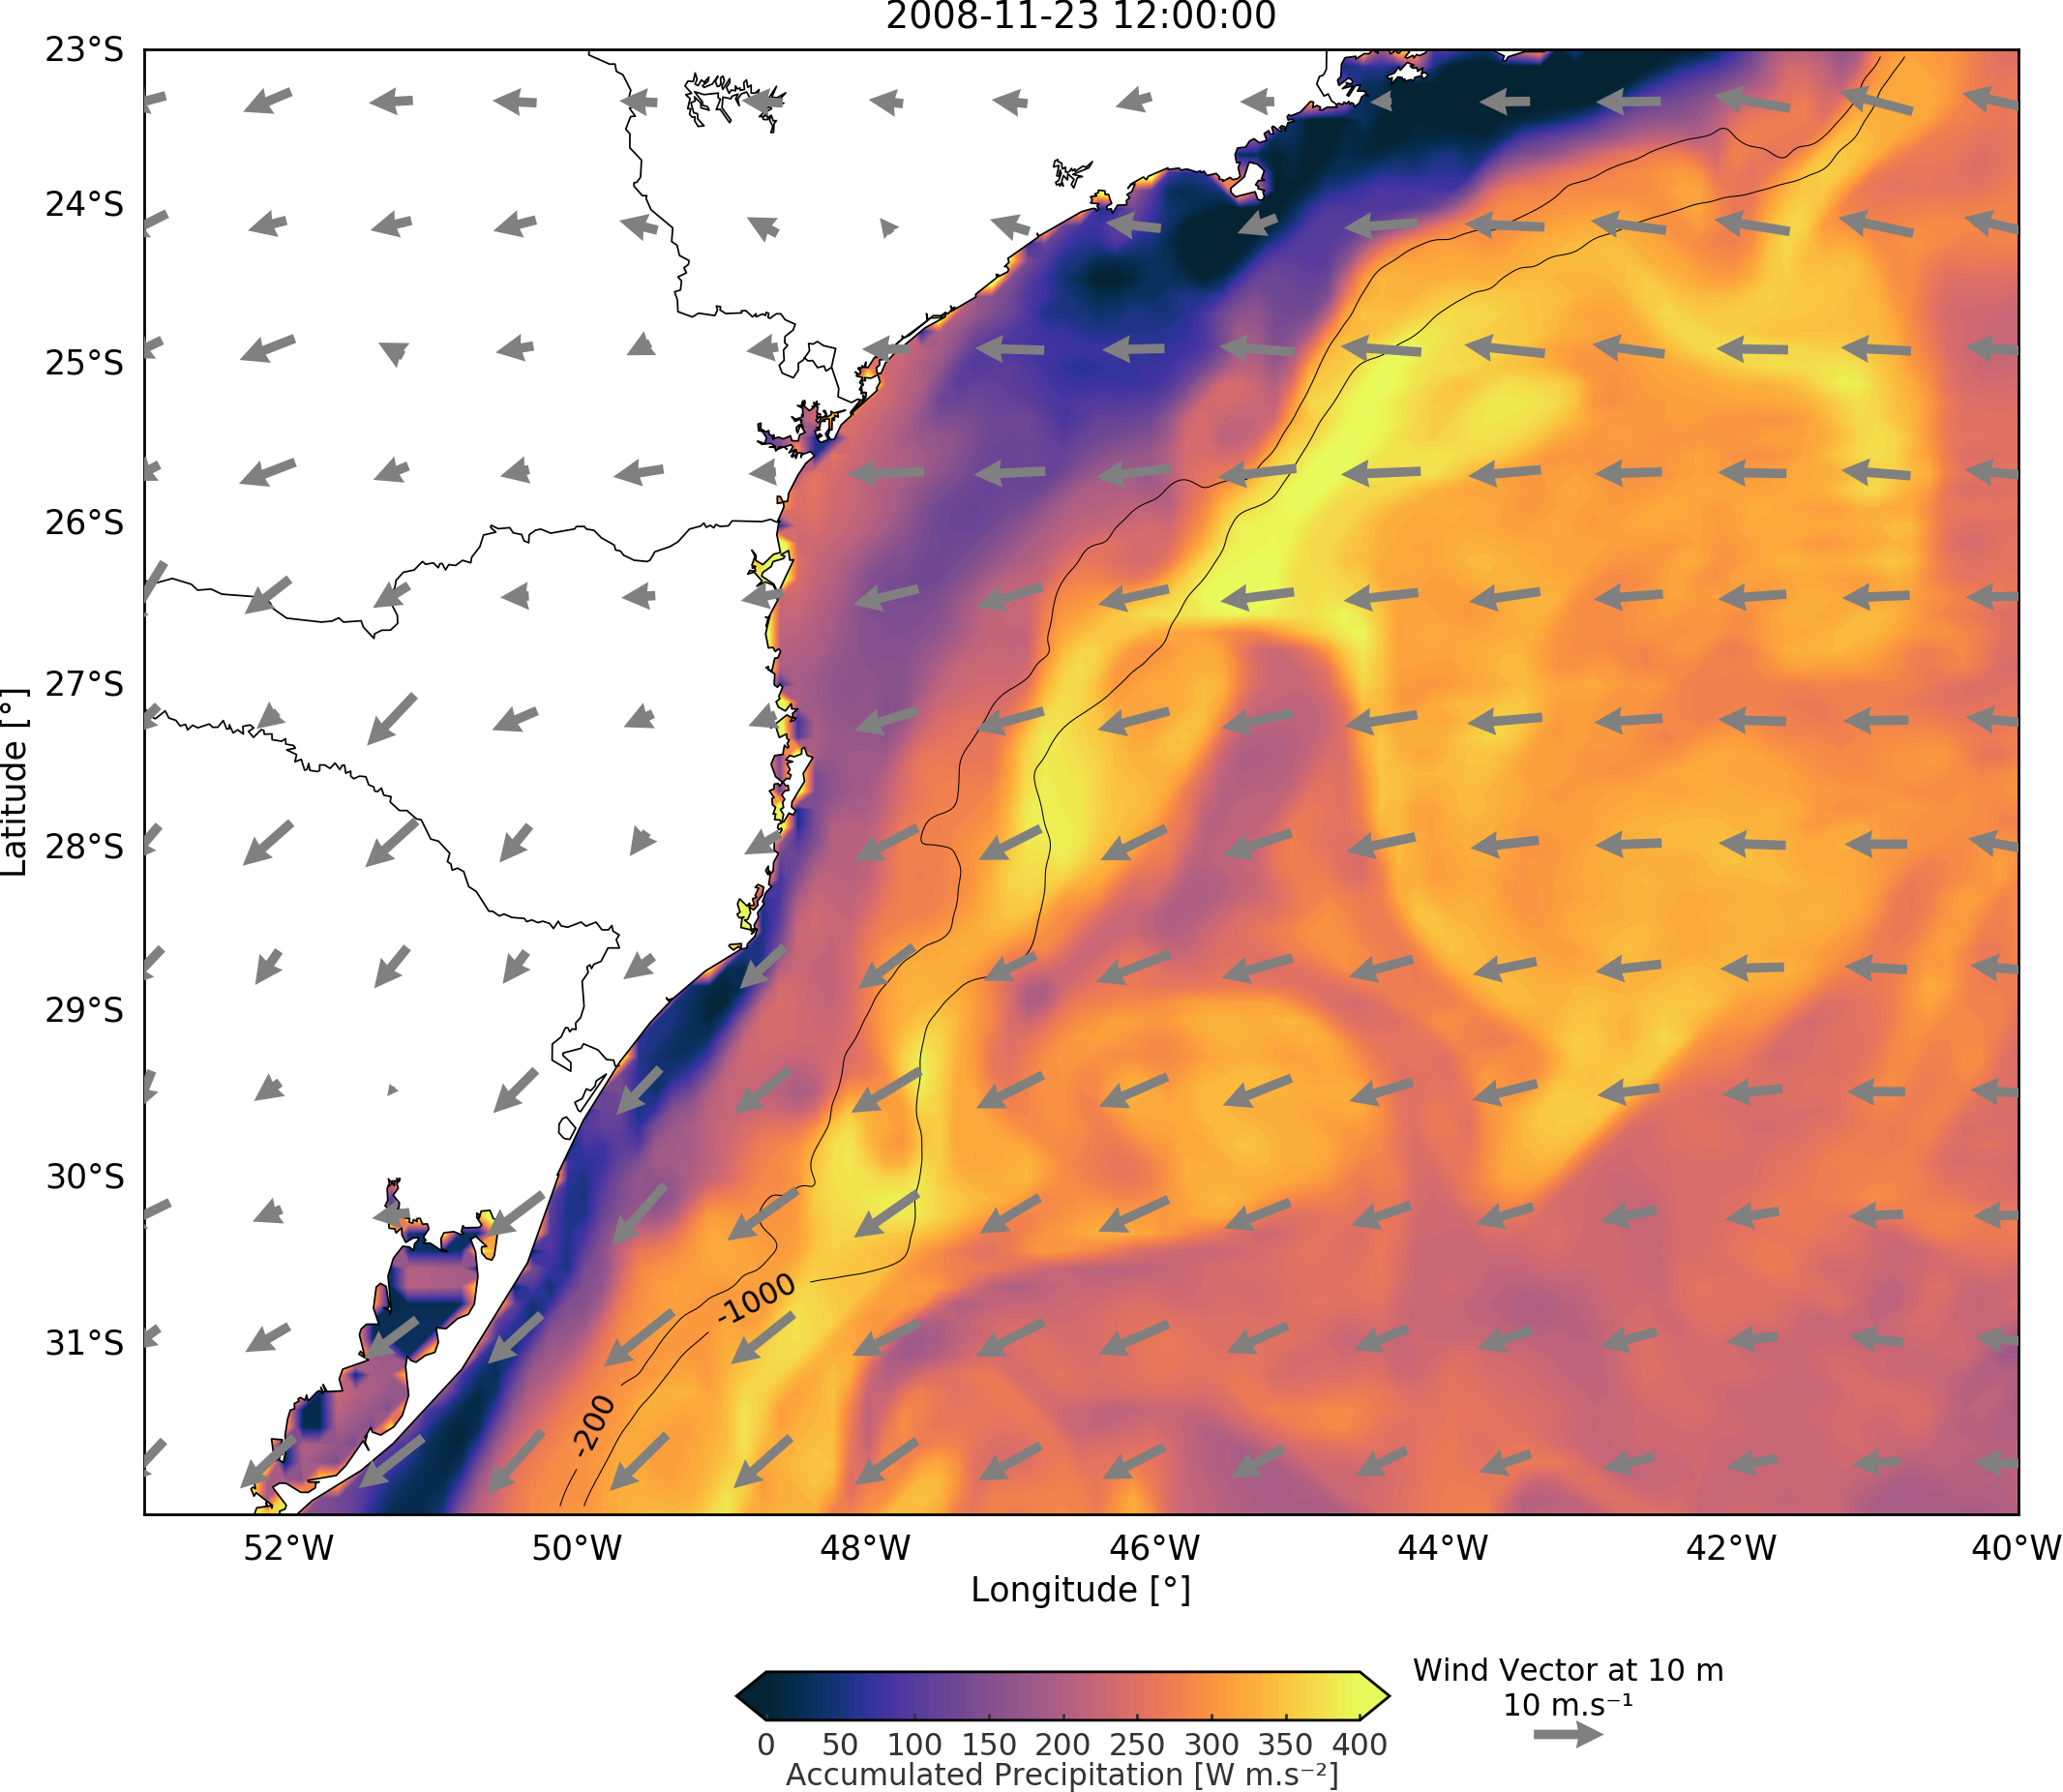 2008-11-23 12:00:00
23°S
24°S
25°S
26°S
27°S
28°S
29°S
30°S
31°S
Latitude [°]
-1000
-200
52°W 50°W 48°W 46°W 44°W 42°W 40°W
Longitude [°]
Wind Vector at 10 m
10 m.s⁻¹
0 50 100 150 200 250 300 350 400
Accumulated Precipitation [W m.s⁻²]